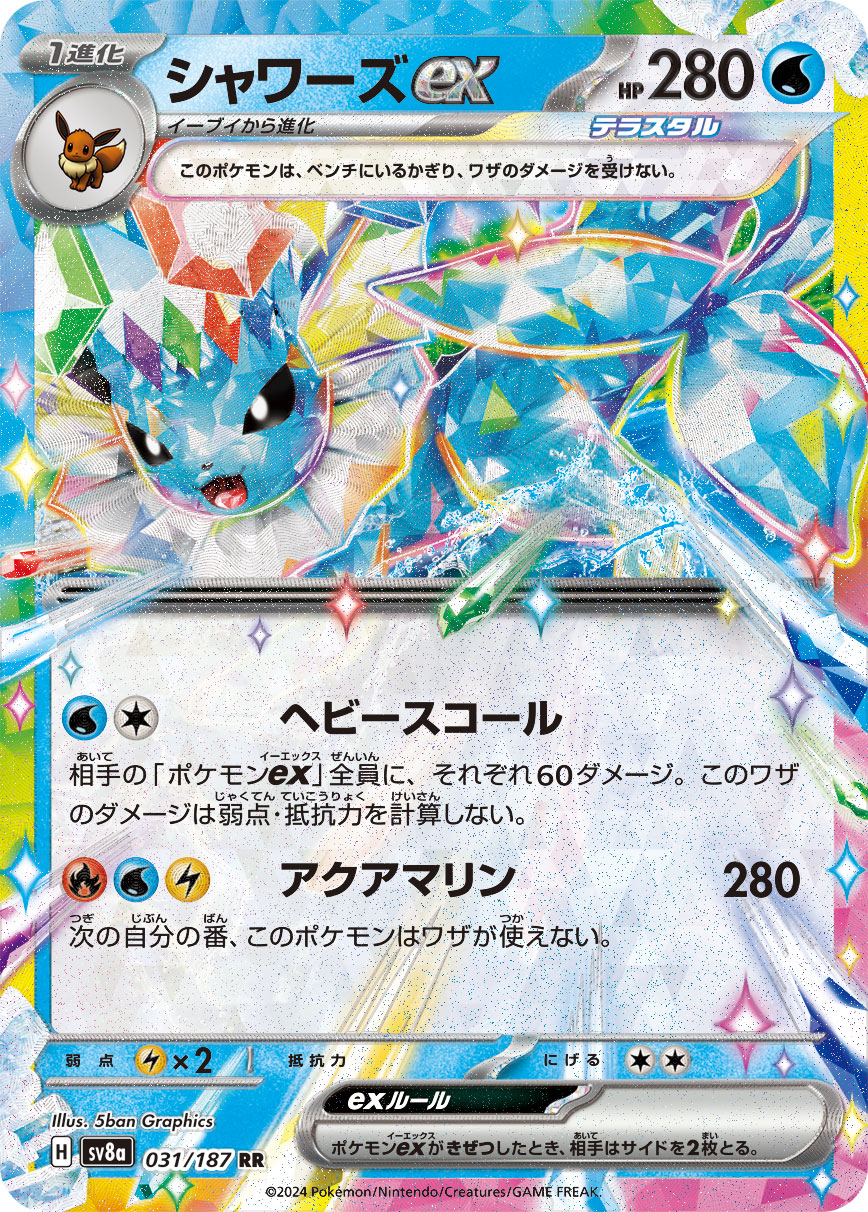 1進化
シャワーズex
HP280
イーブイから進化
テラスタル
このポケモンは、ベンチにいるかぎり、ワザのダメージを受けない。
ヘビースコール
相手の「ポケモンex」全員に、それぞれ60ダメージ。このワザ
のダメージは弱点・抵抗力を計算しない。
アクアマリン 280
次の自分の番、このポケモンはワザが使えない。
弱点 ×2 抵抗力 にげる
exルール
ポケモンexがきぜつしたとき、相手はサイドを2枚とる。
Illus. 5ban Graphics
H sv8a 031/187 RR
©2024 Pokémon/Nintendo/Creatures/GAME FREAK.